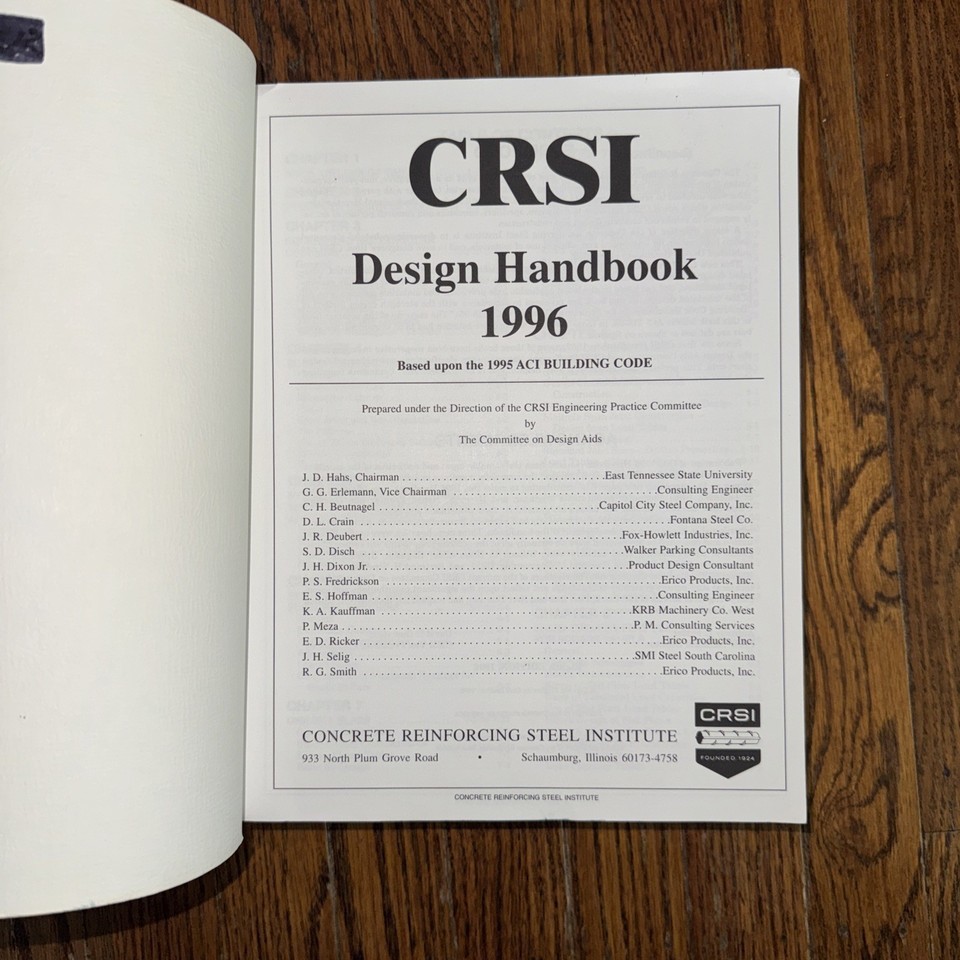 CRSI
Design Handbook
1996
Based upon the 1995 ACI BUILDING CODE
Prepared under the Direction of the CRSI Engineering Practice Committee
by
The Committee on Design Aids
J. D. Hahs, Chairman ........................East Tennessee State University
G. G. Erlemann, Vice Chairman ........................Consulting Engineer
C. H. Beutnagel ........................Capitol City Steel Company, Inc.
D. L. Crain ........................Fontana Steel Co.
J. R. Deubert ........................Fox-Howlett Industries, Inc.
S. D. Disch ........................Walker Parking Consultants
J. H. Dixon Jr. ........................Product Design Consultant
P. S. Fredrickson ........................Erico Products, Inc.
E. S. Hoffman ........................Consulting Engineer
K. A. Kauffman ........................KRB Machinery Co. West
P. Meza ........................P. M. Consulting Services
E. D. Ricker ........................Erico Products, Inc.
J. H. Selig ........................SMI Steel South Carolina
R. G. Smith ........................Erico Products, Inc.
CONCRETE REINFORCING STEEL INSTITUTE
933 North Plum Grove Road • Schaumburg, Illinois 60173-4758
CRSI
FOUNDED 1924
CONCRETE REINFORCING STEEL INSTITUTE